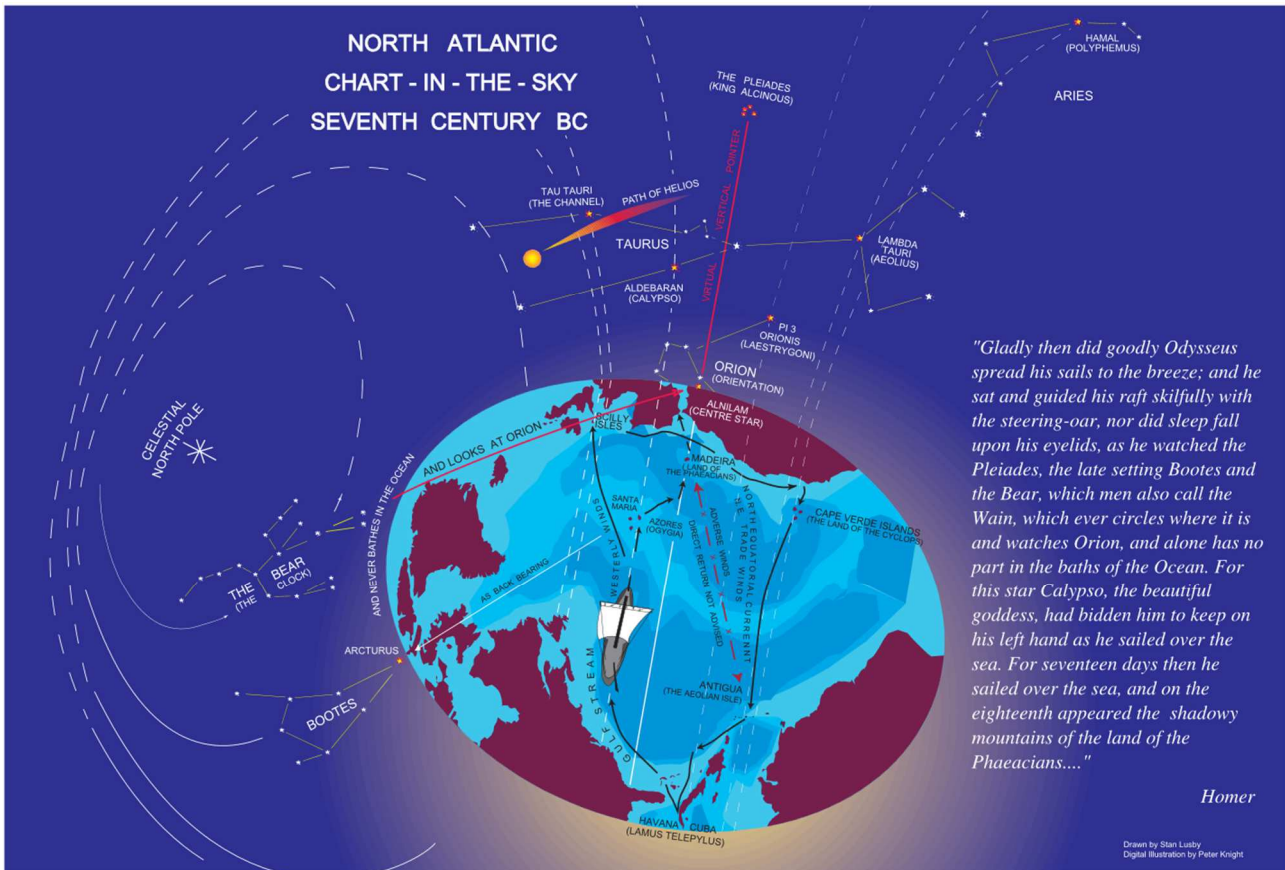 NORTH ATLANTIC
CHART - IN - THE - SKY
SEVENTH CENTURY BC
HAMAL
(POLYPHEMUS)
ARIES
THE PLEIADES
(KING ALCINOUS)
VIRTUAL VERTICAL POINTER
TAU TAURI
(THE CHANNEL)
PATH OF HELIOS
TAURUS
LAMBDA
TAURI
(AEOLIUS)
ALDEBARAN
(CALYPSO)
PI 3
ORIONIS
(LAESTRYGONI)
ORION
(ORIENTATION)
ALNILAM
(CENTRE STAR)
CELESTIAL
NORTH POLE
THE BEAR
(THE CLOCK)
AND NEVER BATHES IN THE OCEAN
AND LOOKS AT ORION
ARCTURUS
BOOTES
AS BACK BEARING
SCILLY
ISLES
MADEIRA
(LAND OF
THE PHAEACIANS)
SANTA
MARIA
AZORES
(OGYGIA)
WESTERLY WINDS
GULF STREAM
ADVERSE WINDS
DIRECT RETURN NOT ADVISED
NORTH EQUATORIAL CURRENNT
N.E. TRADE WINDS
CAPE VERDE ISLANDS
(THE LAND OF THE CYCLOPS)
ANTIGUA
(THE AEOLIAN ISLE)
HAVANA CUBA
(LAMUS TELEPYLUS)
"Gladly then did goodly Odysseus
spread his sails to the breeze; and he
sat and guided his raft skilfully with
the steering-oar, nor did sleep fall
upon his eyelids, as he watched the
Pleiades, the late setting Bootes and
the Bear, which men also call the
Wain, which ever circles where it is
and watches Orion, and alone has no
part in the baths of the Ocean. For
this star Calypso, the beautiful
goddess, had bidden him to keep on
his left hand as he sailed over the
sea. For seventeen days then he
sailed over the sea, and on the
eighteenth appeared the shadowy
mountains of the land of the
Phaeacians...."
Homer
Drawn by Stan Lusby
Digital Illustration by Peter Knight